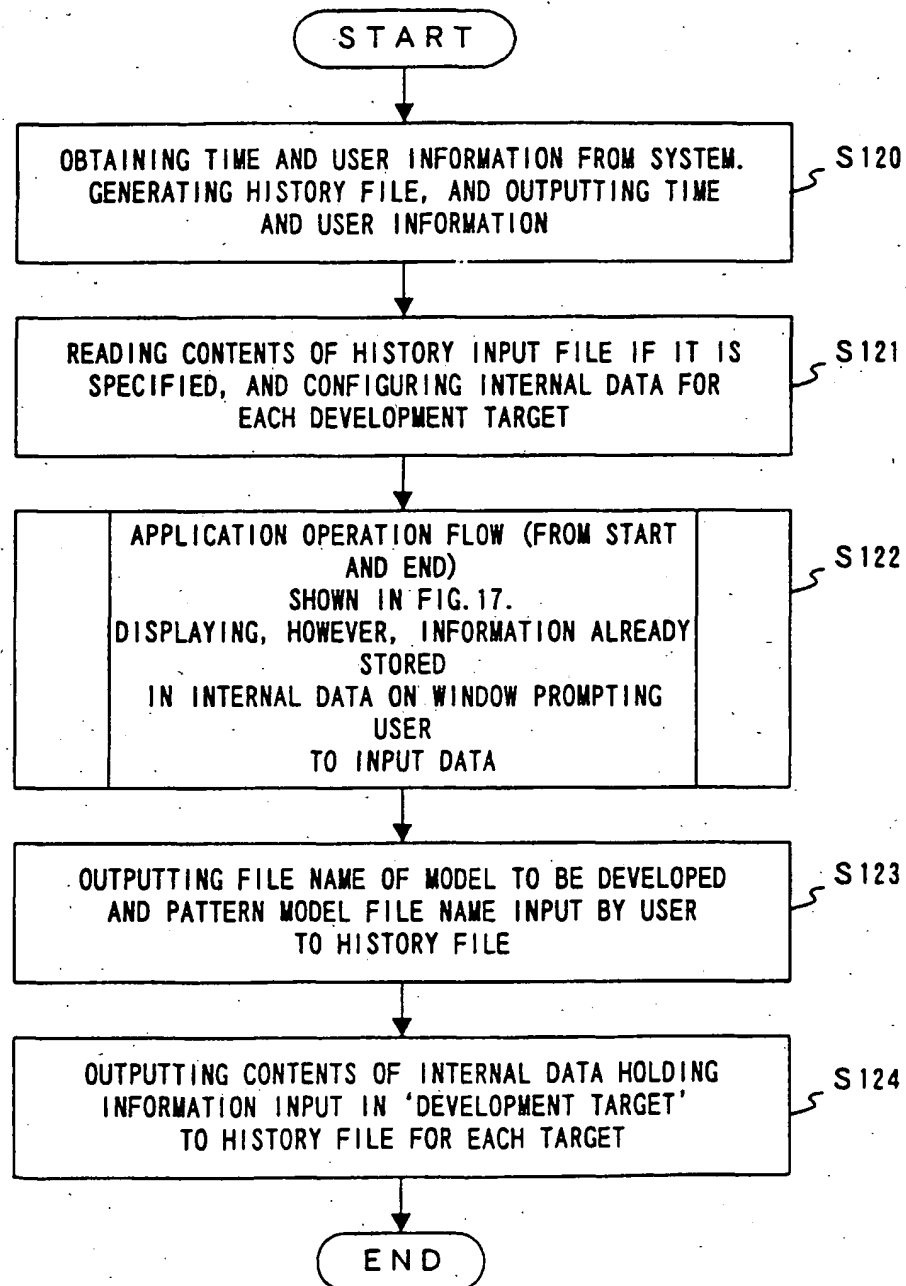 START
OBTAINING TIME AND USER INFORMATION FROM SYSTEM.
GENERATING HISTORY FILE, AND OUTPUTTING TIME
AND USER INFORMATION
S120
READING CONTENTS OF HISTORY INPUT FILE IF IT IS
SPECIFIED, AND CONFIGURING INTERNAL DATA FOR
EACH DEVELOPMENT TARGET
S121
APPLICATION OPERATION FLOW (FROM START
AND END)
SHOWN IN FIG. 17.
DISPLAYING, HOWEVER, INFORMATION ALREADY
STORED
IN INTERNAL DATA ON WINDOW PROMPTING
USER
TO INPUT DATA
S122
OUTPUTTING FILE NAME OF MODEL TO BE DEVELOPED
AND PATTERN MODEL FILE NAME INPUT BY USER
TO HISTORY FILE
S123
OUTPUTTING CONTENTS OF INTERNAL DATA HOLDING
INFORMATION INPUT IN 'DEVELOPMENT TARGET'
TO HISTORY FILE FOR EACH TARGET
S124
END